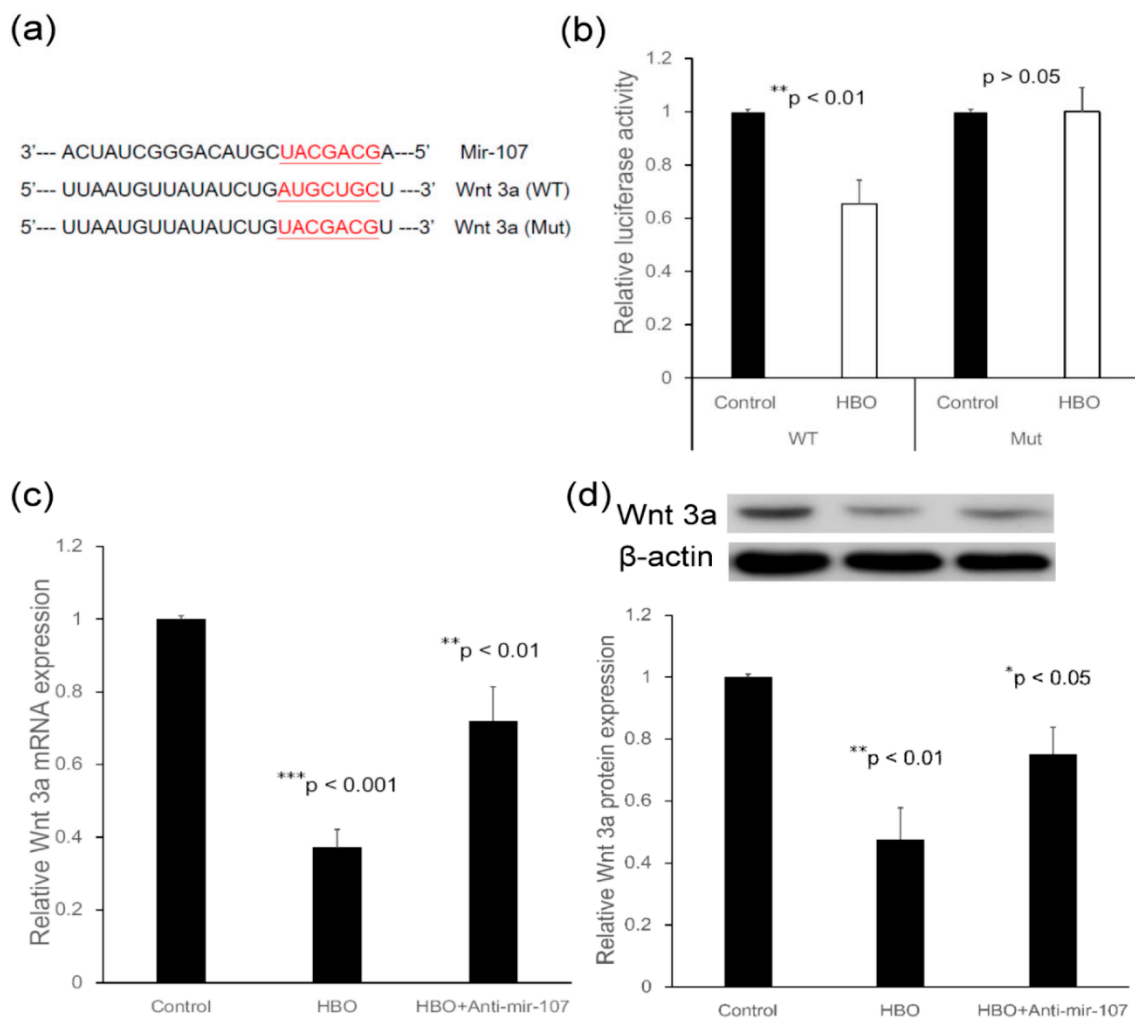 (a)
3'--- ACUAUCGGGACAUGCUACGACGA---5' Mir-107
5'--- UUAAUGUUAUAUCUGAUGCUGCU ---3' Wnt 3a (WT)
5'--- UUAAUGUUAUAUCUGUACGACGU ---3' Wnt 3a (Mut)
(b)
Relative luciferase activity
1.2
1
0.8
0.6
0.4
0.2
0
**p < 0.01
p > 0.05
Control HBO Control HBO
WT Mut
(c)
Relative Wnt 3a mRNA expression
1.2
1
0.8
0.6
0.4
0.2
0
***p < 0.001
**p < 0.01
Control HBO HBO+Anti-mir-107
(d)
Wnt 3a
β-actin
Relative Wnt 3a protein expression
1.2
1
0.8
0.6
0.4
0.2
0
**p < 0.01
*p < 0.05
Control HBO HBO+Anti-mir-107